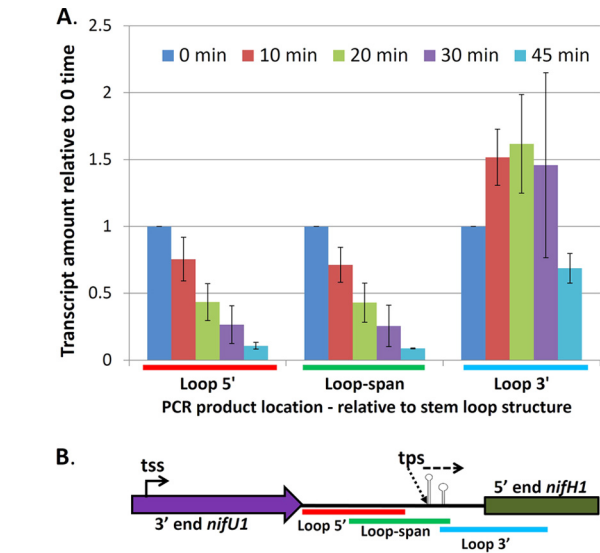 A.
Transcript amount relative to 0 time
2.5
2
1.5
1
0.5
0
0 min 10 min 20 min 30 min 45 min
Loop 5' Loop-span Loop 3'
PCR product location - relative to stem loop structure
B.
tss tps
3’ end nifU1 5’ end nifH1
Loop 5’ Loop-span Loop 3’